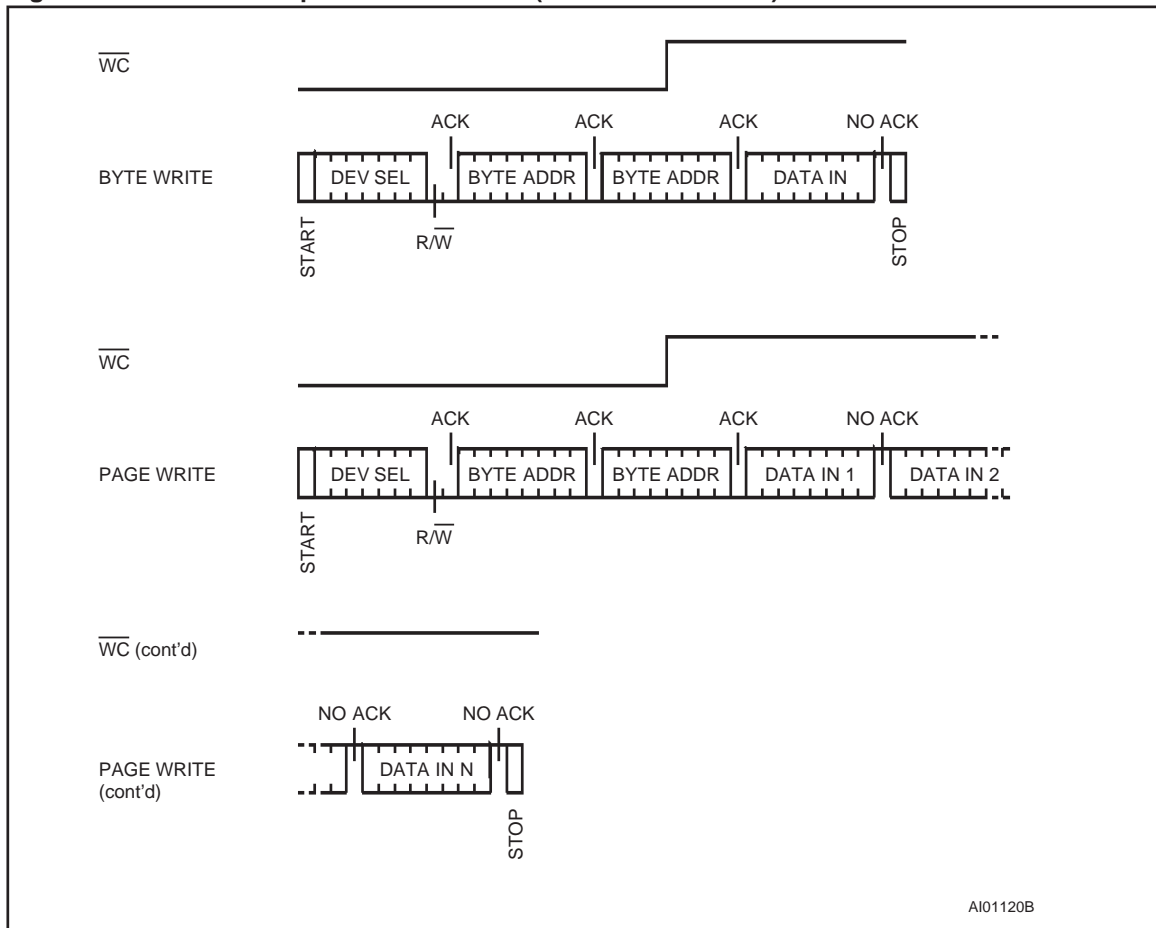 WC
ACK ACK ACK NO ACK
BYTE WRITE DEV SEL BYTE ADDR BYTE ADDR DATA IN
START R/W STOP
WC
ACK ACK ACK NO ACK
PAGE WRITE DEV SEL BYTE ADDR BYTE ADDR DATA IN 1 DATA IN 2
START R/W
WC (cont'd)
NO ACK NO ACK
PAGE WRITE DATA IN N
(cont'd)
STOP
AI01120B